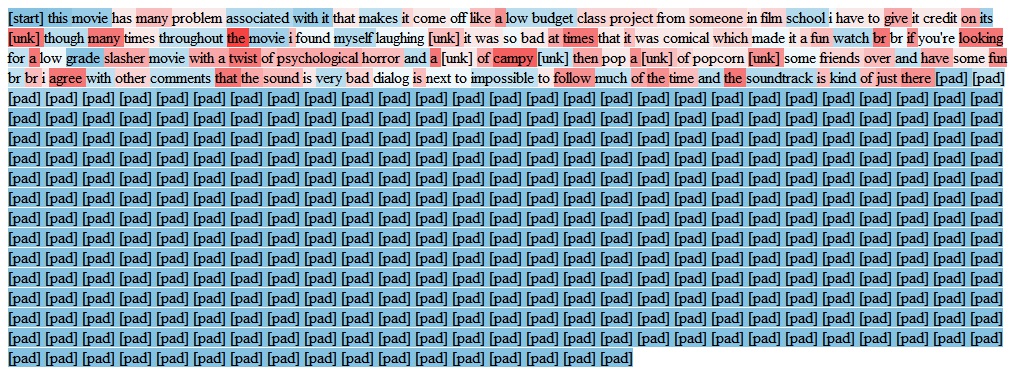 [start] this movie has many problem associated with it that makes it come off like a low budget class project from someone in film school i have to give it credit on its
[unk] though many times throughout the movie i found myself laughing [unk] it was so bad at times that it was comical which made it a fun watch br br if you're looking
for a low grade slasher movie with a twist of psychological horror and a [unk] of campy [unk] then pop a [unk] of popcorn [unk] some friends over and have some fun
br br i agree with other comments that the sound is very bad dialog is next to impossible to follow much of the time and the soundtrack is kind of just there [pad] [pad]
[pad] [pad] [pad] [pad] [pad] [pad] [pad] [pad] [pad] [pad] [pad] [pad] [pad] [pad] [pad] [pad] [pad] [pad] [pad] [pad] [pad] [pad] [pad] [pad] [pad] [pad] [pad]
[pad] [pad] [pad] [pad] [pad] [pad] [pad] [pad] [pad] [pad] [pad] [pad] [pad] [pad] [pad] [pad] [pad] [pad] [pad] [pad] [pad] [pad] [pad] [pad] [pad] [pad] [pad]
[pad] [pad] [pad] [pad] [pad] [pad] [pad] [pad] [pad] [pad] [pad] [pad] [pad] [pad] [pad] [pad] [pad] [pad] [pad] [pad] [pad] [pad] [pad] [pad] [pad] [pad] [pad]
[pad] [pad] [pad] [pad] [pad] [pad] [pad] [pad] [pad] [pad] [pad] [pad] [pad] [pad] [pad] [pad] [pad] [pad] [pad] [pad] [pad] [pad] [pad] [pad] [pad] [pad] [pad]
[pad] [pad] [pad] [pad] [pad] [pad] [pad] [pad] [pad] [pad] [pad] [pad] [pad] [pad] [pad] [pad] [pad] [pad] [pad] [pad] [pad] [pad] [pad] [pad] [pad] [pad] [pad]
[pad] [pad] [pad] [pad] [pad] [pad] [pad] [pad] [pad] [pad] [pad] [pad] [pad] [pad] [pad] [pad] [pad] [pad] [pad] [pad] [pad] [pad] [pad] [pad] [pad] [pad] [pad]
[pad] [pad] [pad] [pad] [pad] [pad] [pad] [pad] [pad] [pad] [pad] [pad] [pad] [pad] [pad] [pad] [pad] [pad] [pad] [pad] [pad] [pad] [pad] [pad] [pad] [pad] [pad]
[pad] [pad] [pad] [pad] [pad] [pad] [pad] [pad] [pad] [pad] [pad] [pad] [pad] [pad] [pad] [pad] [pad] [pad] [pad] [pad] [pad] [pad] [pad] [pad] [pad] [pad] [pad]
[pad] [pad] [pad] [pad] [pad] [pad] [pad] [pad] [pad] [pad] [pad] [pad] [pad] [pad] [pad] [pad] [pad] [pad] [pad] [pad] [pad] [pad] [pad] [pad] [pad] [pad] [pad]
[pad] [pad] [pad] [pad] [pad] [pad] [pad] [pad] [pad] [pad] [pad] [pad] [pad] [pad] [pad] [pad] [pad] [pad] [pad] [pad] [pad] [pad] [pad] [pad] [pad] [pad] [pad]
[pad] [pad] [pad] [pad] [pad] [pad] [pad] [pad] [pad] [pad] [pad] [pad] [pad] [pad] [pad] [pad] [pad] [pad] [pad] [pad] [pad] [pad] [pad] [pad] [pad] [pad] [pad]
[pad] [pad] [pad] [pad] [pad] [pad] [pad] [pad] [pad] [pad] [pad] [pad] [pad] [pad] [pad] [pad] [pad] [pad] [pad] [pad] [pad] [pad] [pad] [pad] [pad] [pad] [pad]
[pad] [pad] [pad] [pad] [pad] [pad] [pad] [pad] [pad] [pad] [pad] [pad] [pad] [pad] [pad] [pad] [pad] [pad] [pad] [pad] [pad] [pad] [pad] [pad] [pad] [pad] [pad]
[pad] [pad] [pad] [pad] [pad] [pad] [pad] [pad] [pad] [pad] [pad] [pad] [pad] [pad] [pad] [pad] [pad]